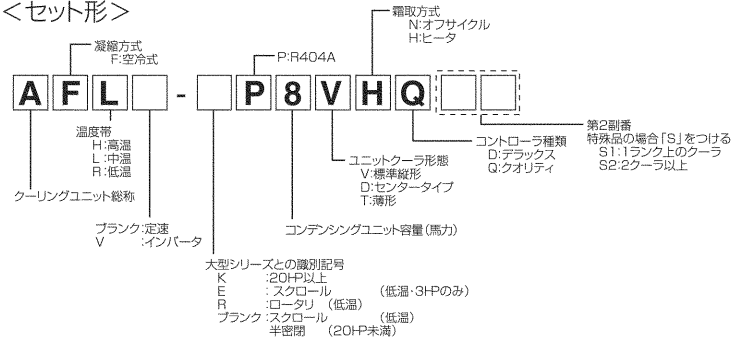 ＜セット形＞
霜取方式
N:オフサイクル
H:ヒータ
凝縮方式
F:空冷式
P:R404A
A F L - P 8 V H Q
温度帯
H:高温
L:中温
R:低温
クーリングユニット総称
ブランク:定速
V :インバータ
大型シリーズとの識別記号
K :20HP以上
E :スクロール (低温・3HPのみ)
R :ロータリ (低温)
ブランク:スクロール (低温)
半密閉 (20HP未満)
コンデンシングユニット容量(馬力)
ユニットクーラ形態
V:標準縦形
D:センタータイプ
T:薄形
コントローラ種類
D:デラックス
Q:クオリティ
第2副番
特殊品の場合「S」をつける
S1:1ランク上のクーラ
S2:2クーラ以上